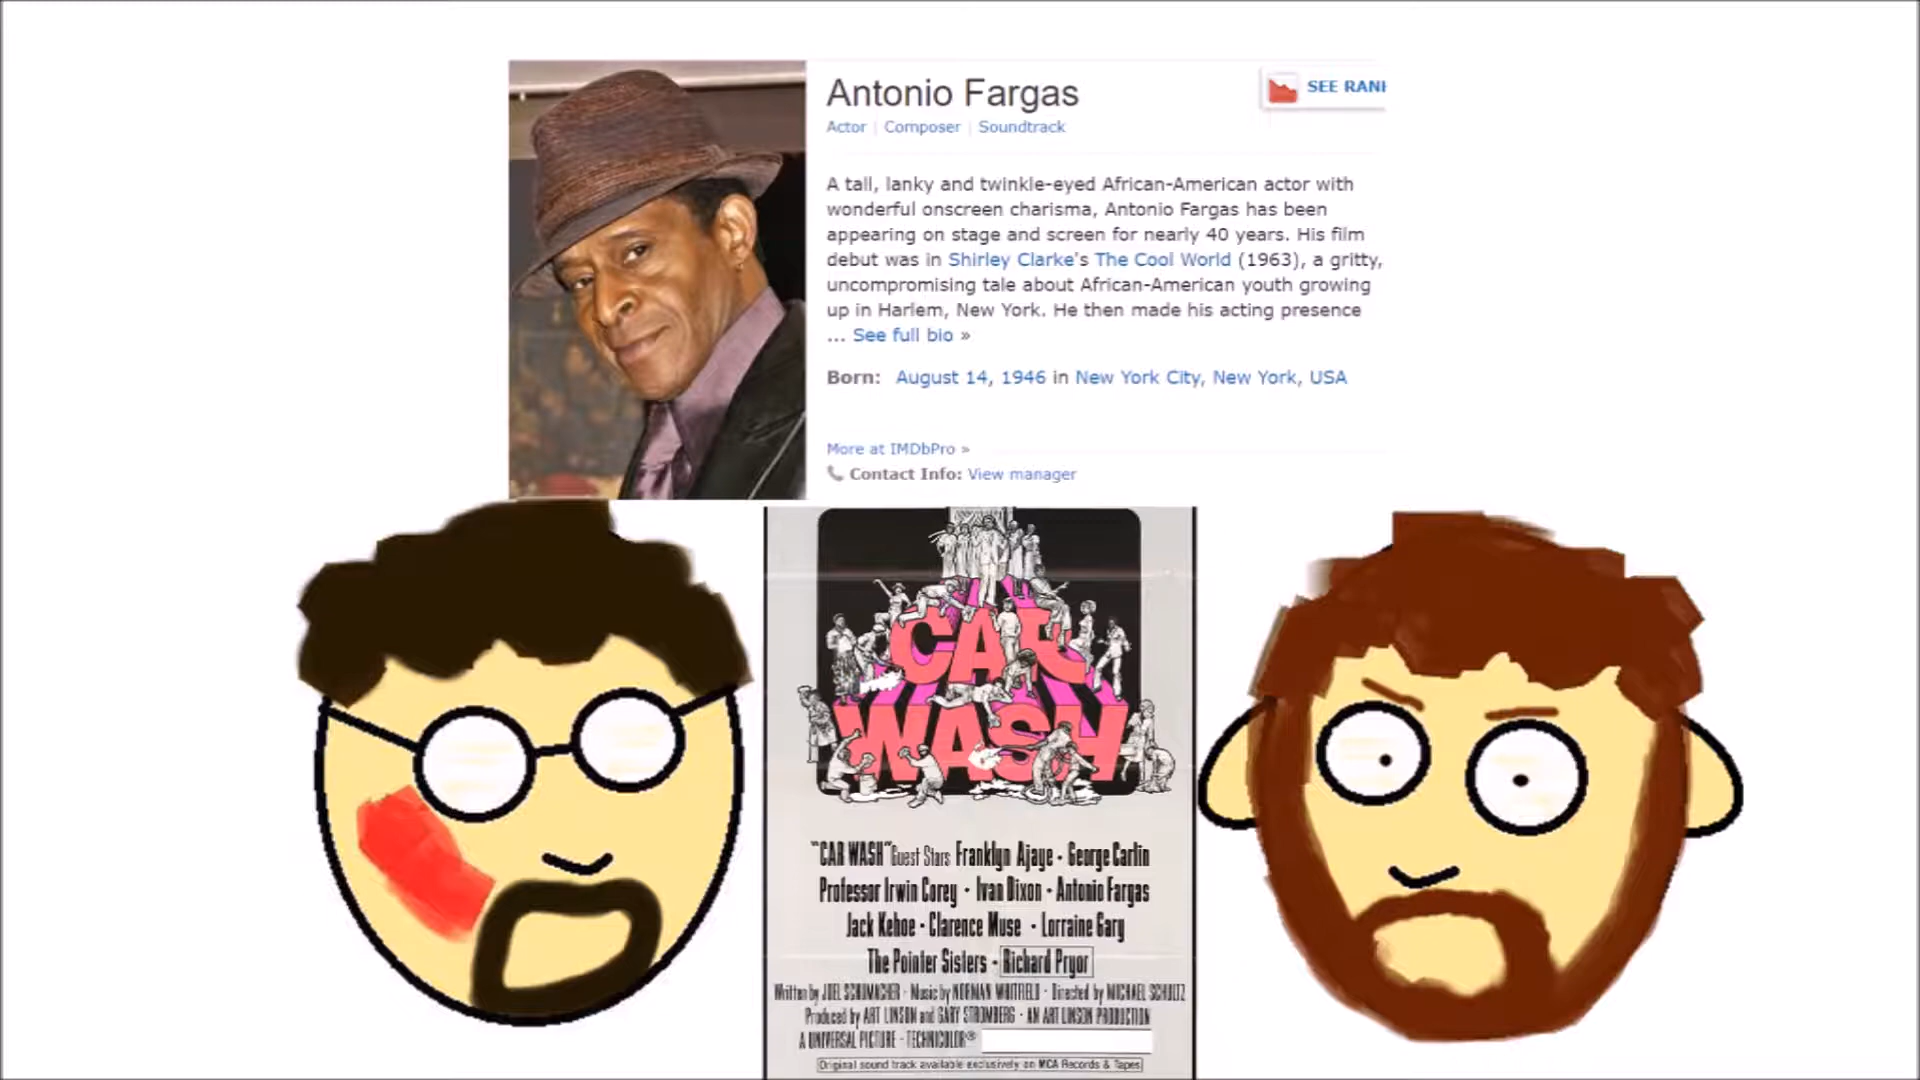 Antonio Fargas
SEE RANK
Actor | Composer | Soundtrack
A tall, lanky and twinkle-eyed African-American actor with
wonderful onscreen charisma, Antonio Fargas has been
appearing on stage and screen for nearly 40 years. His film
debut was in Shirley Clarke's The Cool World (1963), a gritty,
uncompromising tale about African-American youth growing
up in Harlem, New York. He then made his acting presence
... See full bio »
Born: August 14, 1946 in New York City, New York, USA
More at IMDbPro »
Contact Info: View manager
CAR
WASH
"CAR WASH" Guest Stars Franklyn Ajaye · George Carlin
Professor Irwin Corey · Ivan Dixon · Antonio Fargas
Jack Kehoe · Clarence Muse · Lorraine Gary
The Pointer Sisters · Richard Pryor
Written by JOEL SCHUMACHER · Music by NORMAN WHITFIELD · Directed by MICHAEL SCHULTZ
Produced by ART LINSON and GARY STROMBERG · AN ART LINSON PRODUCTION
A UNIVERSAL PICTURE · TECHNICOLOR®
Original sound track available exclusively on MCA Records & Tapes